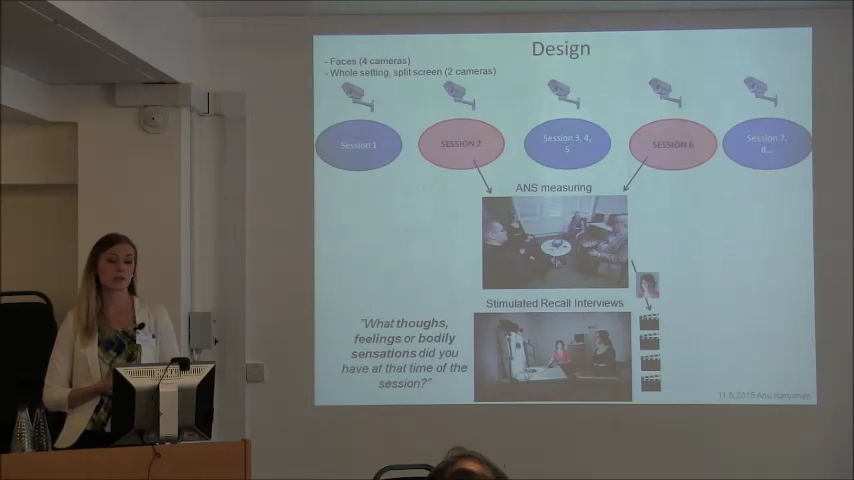 Design
- Faces (4 cameras)
- Whole setting, split screen (2 cameras)
Session 1
SESSION 2
Session 3, 4,
5
SESSION 6
Session 7,
8...
ANS measuring
Stimulated Recall Interviews
"What thoughs,
feelings or bodily
sensations did you
have at that time of the
session?"
11.8.2015 Anu Karvonen